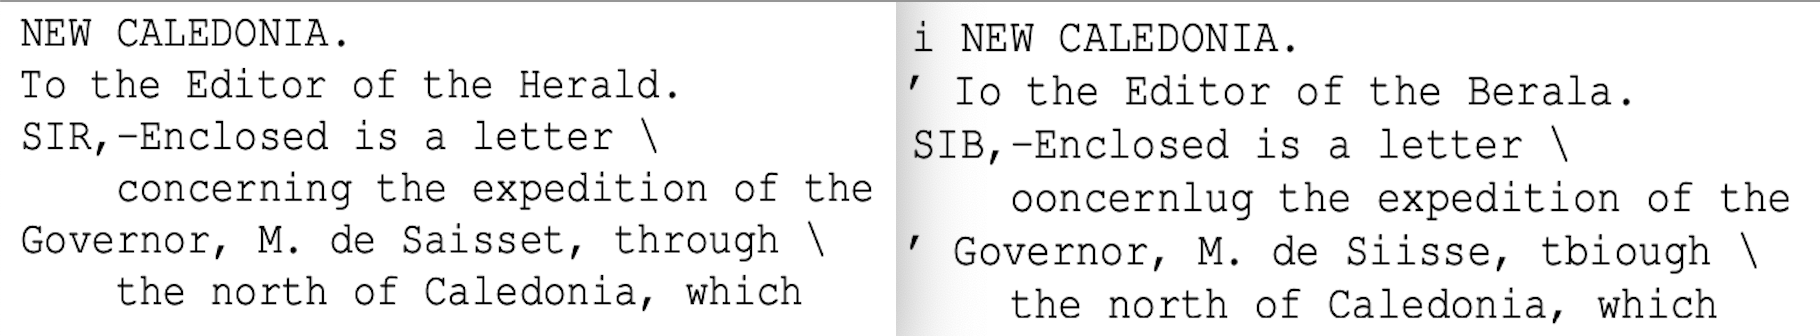 NEW CALEDONIA.
To the Editor of the Herald.
SIR,-Enclosed is a letter \
concerning the expedition of the
Governor, M. de Saisset, through \
the north of Caledonia, which
i NEW CALEDONIA.
' Io the Editor of the Berala.
SIB,-Enclosed is a letter \
ooncernlug the expedition of the
' Governor, M. de Siisse, tbiough \
the north of Caledonia, which